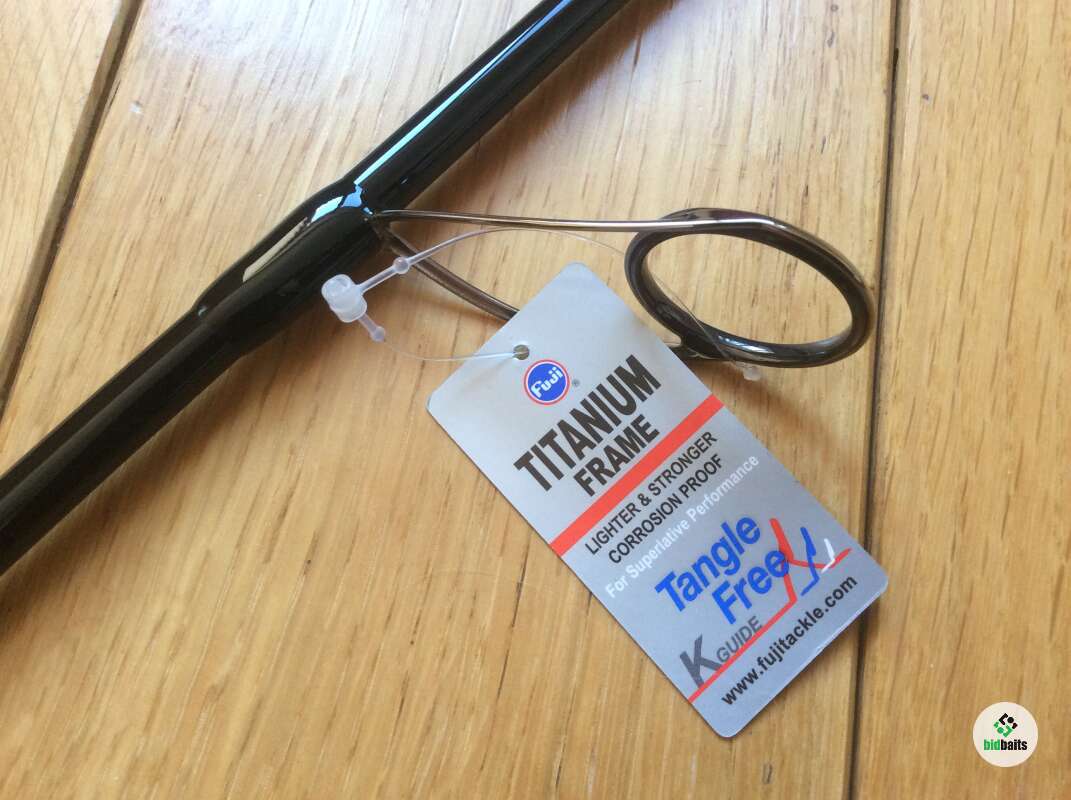 Fuji®
TITANIUM
FRAME
LIGHTER & STRONGER
CORROSION PROOF
For Superlative Performance
Tangle
Free
K GUIDE
www.fujitackle.com
bidbaits